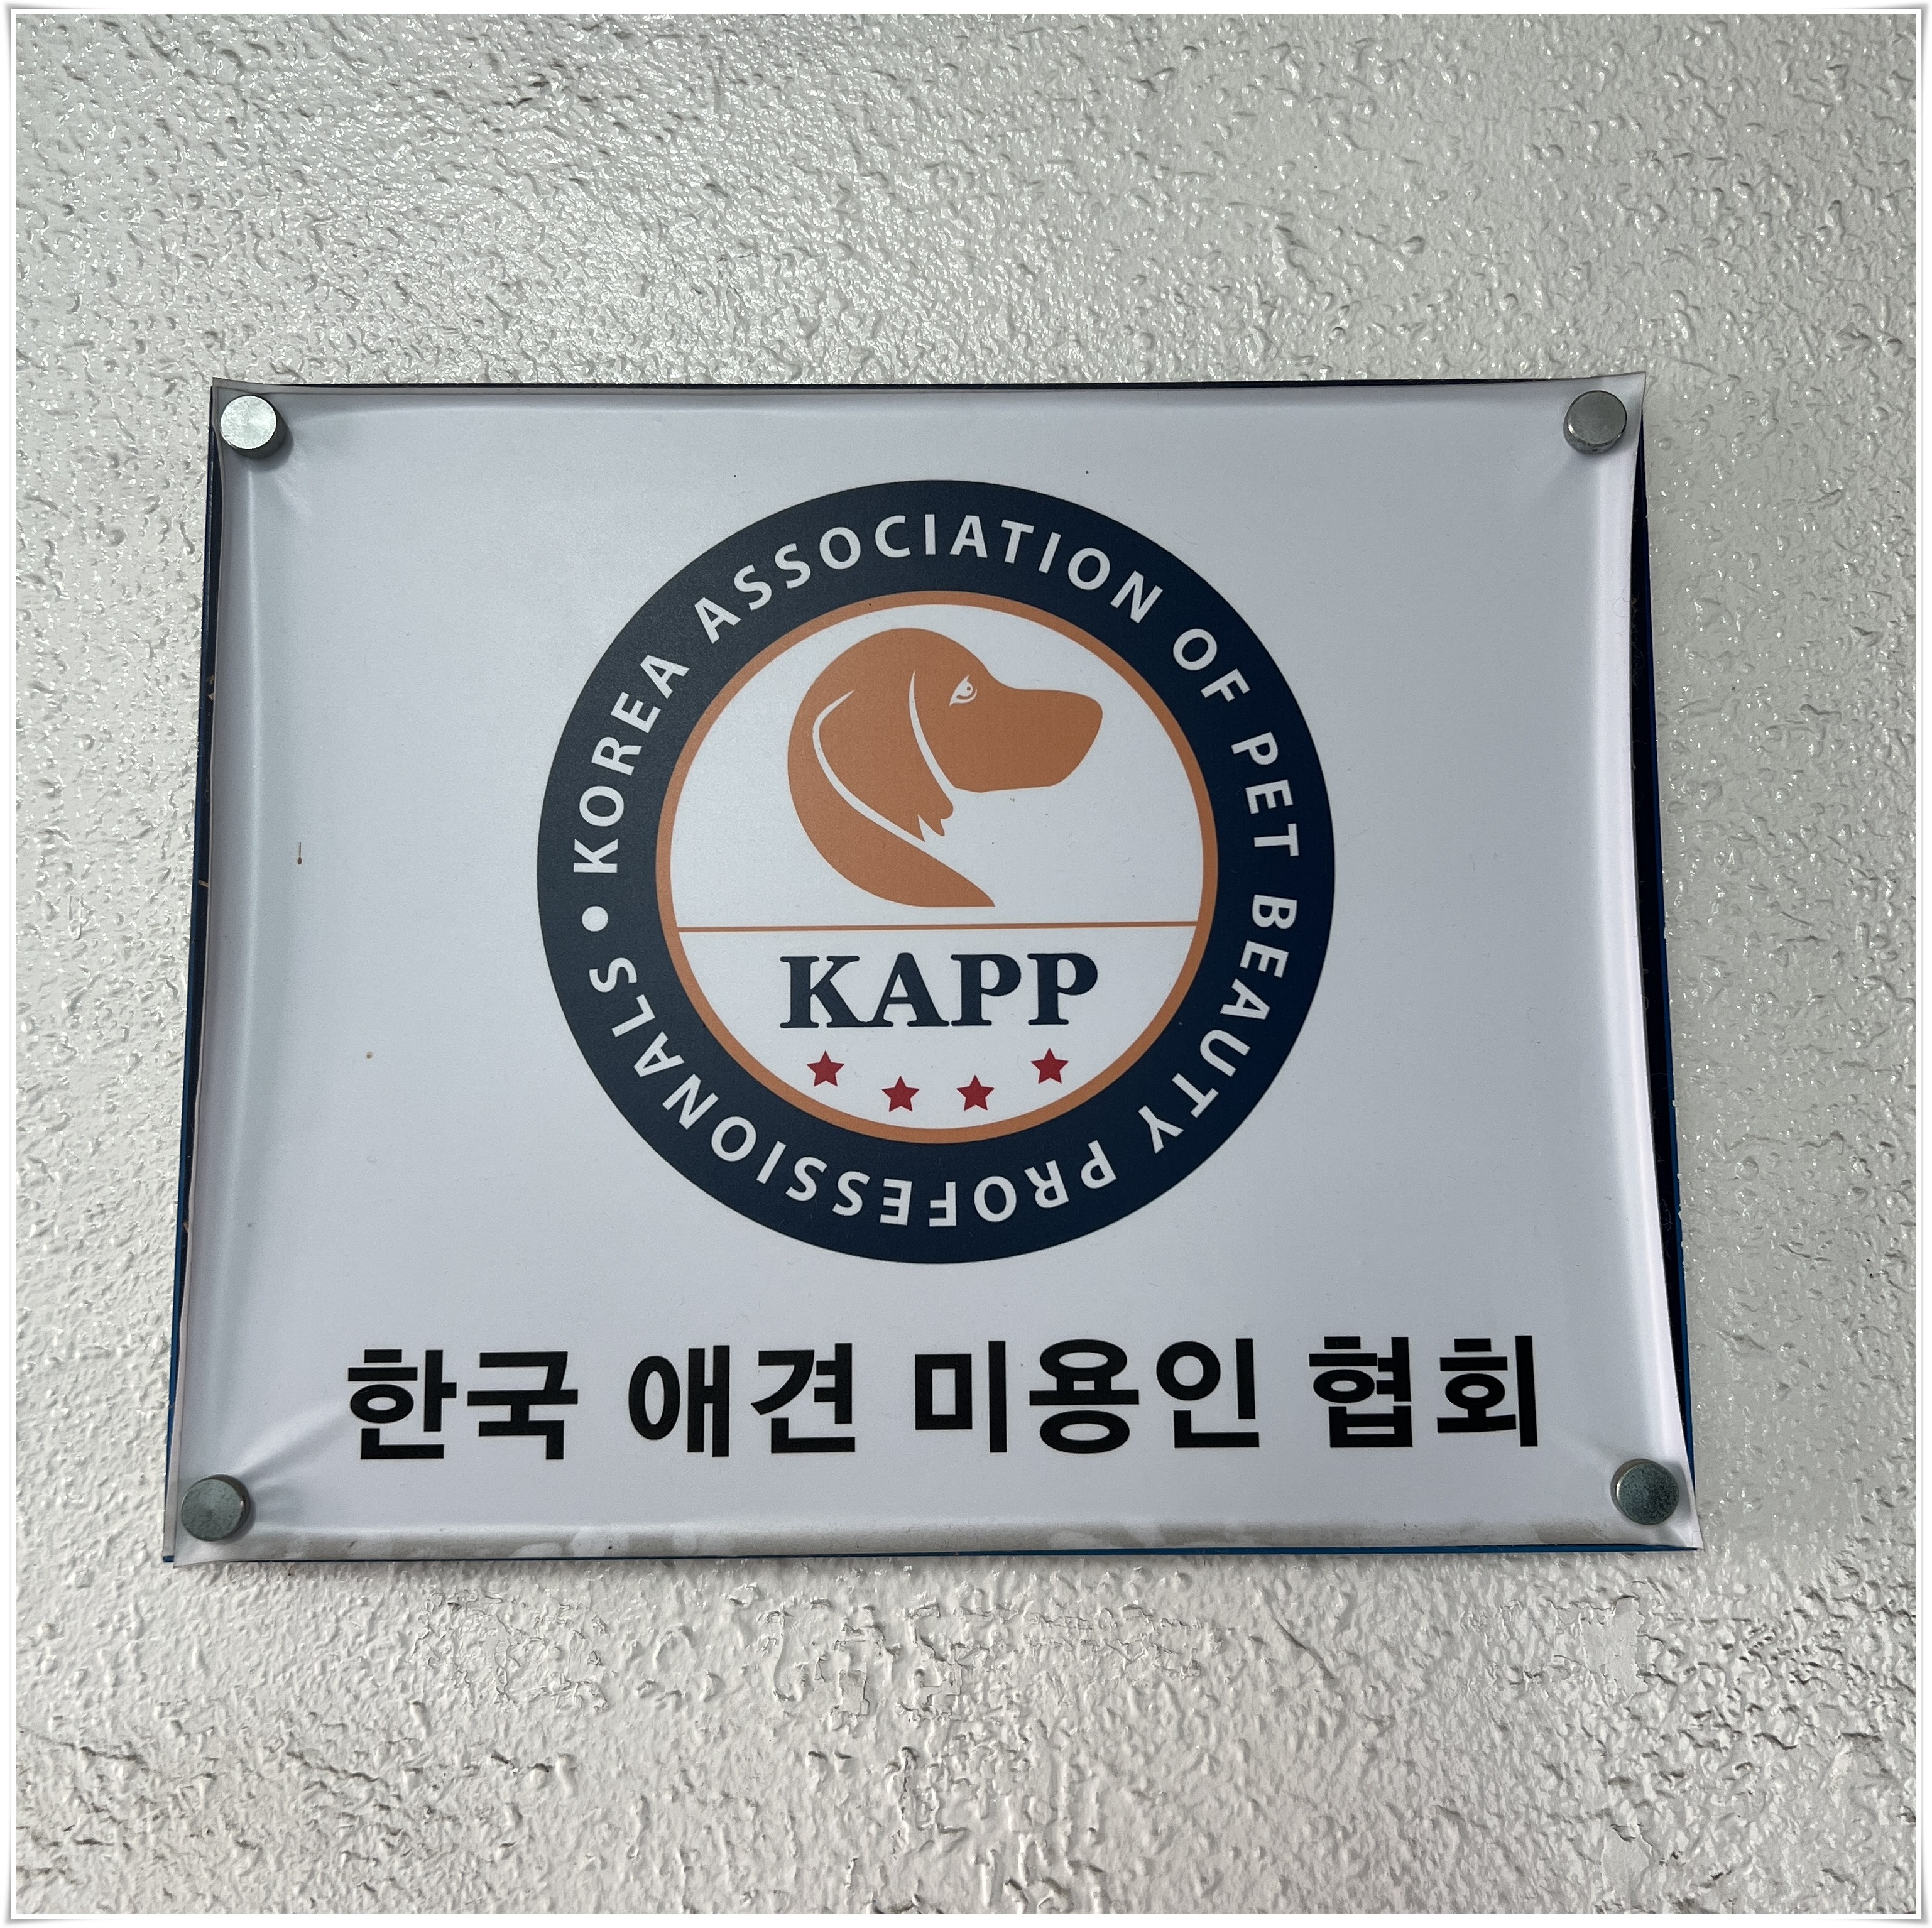 KOREA ASSOCIATION OF PET BEAUTY PROFESSIONALS •
KAPP
한국 애견 미용인 협회